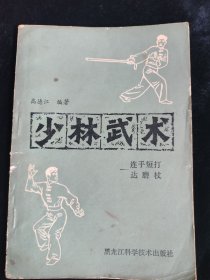 高德江 编著
少林武术
——连手短打
达磨杖
黑龙江科学技术出版社